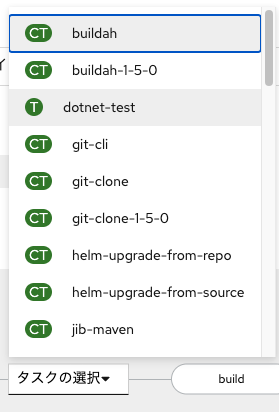 CT buildah
CT buildah-1-5-0
T dotnet-test
CT git-cli
CT git-clone
CT git-clone-1-5-0
CT helm-upgrade-from-repo
CT helm-upgrade-from-source
CT jib-maven
タスクの選択 build